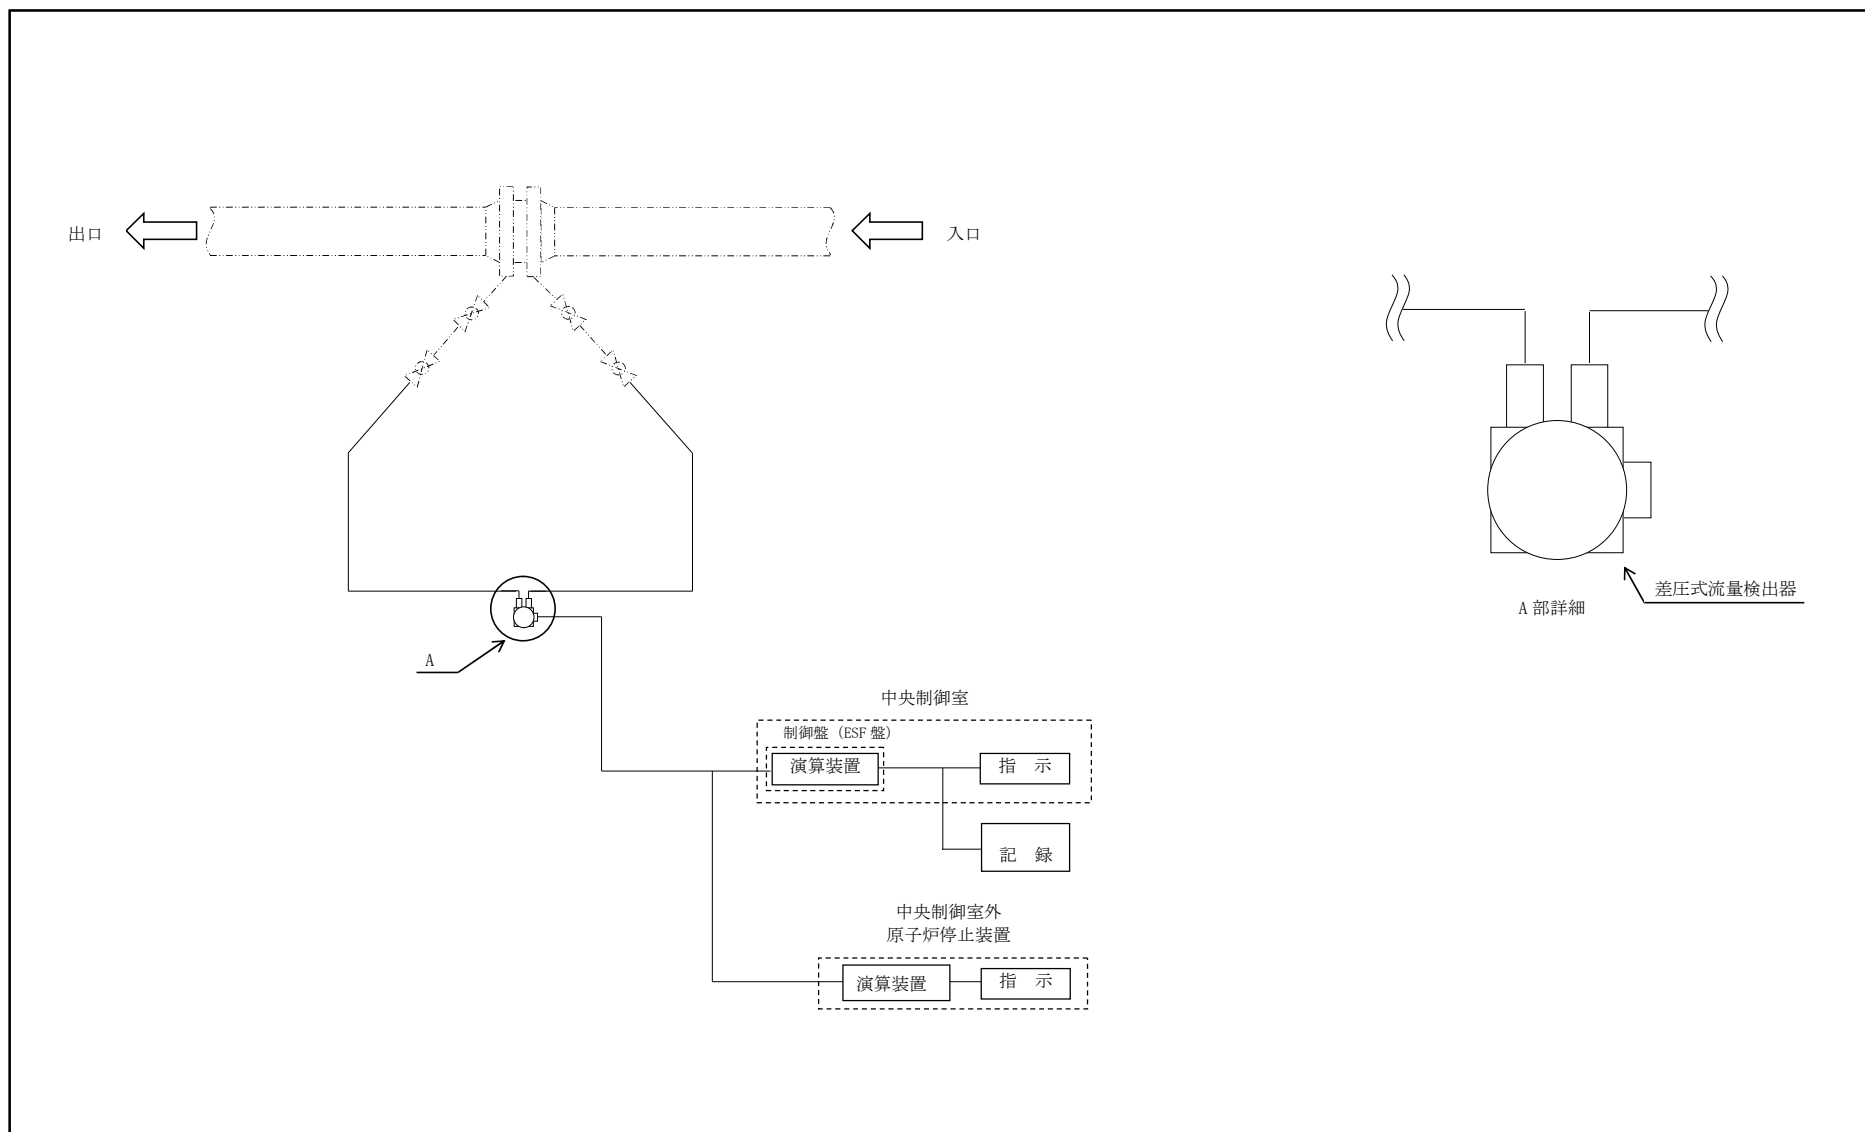 出口
入口
差圧式流量検出器
A 部詳細
A
中央制御室
制御盤（ESF 盤）
演算装置
指　示
記　録
中央制御室外
原子炉停止装置
演算装置
指　示